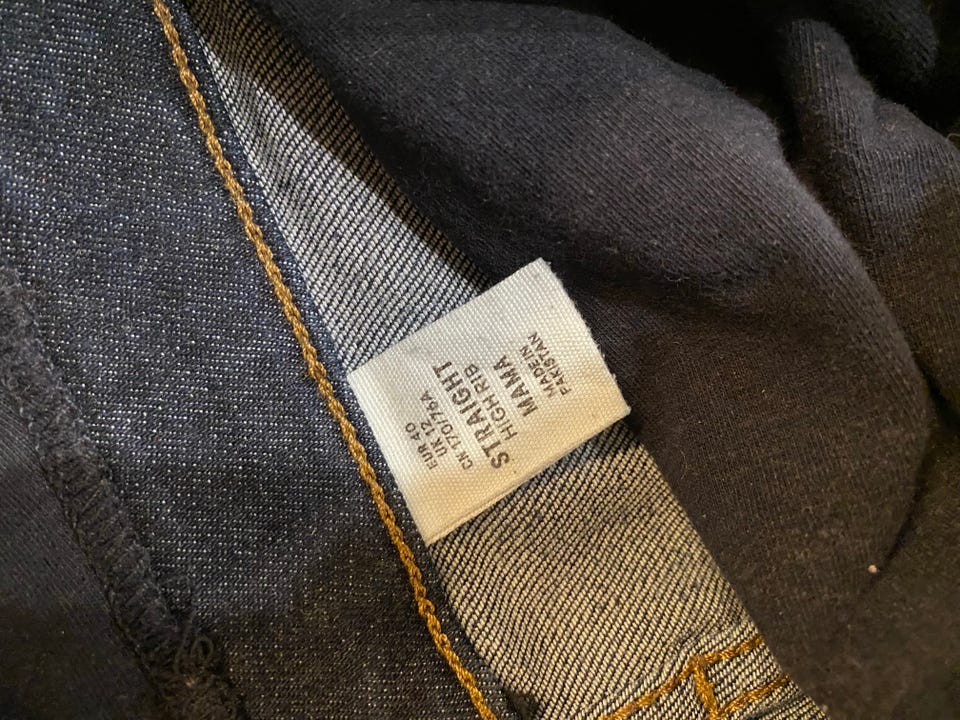 EUR 40
UK 12
CN 170/76A
STRAIGHT
HIGH RIB
MAMA
MADE IN
PAKISTAN